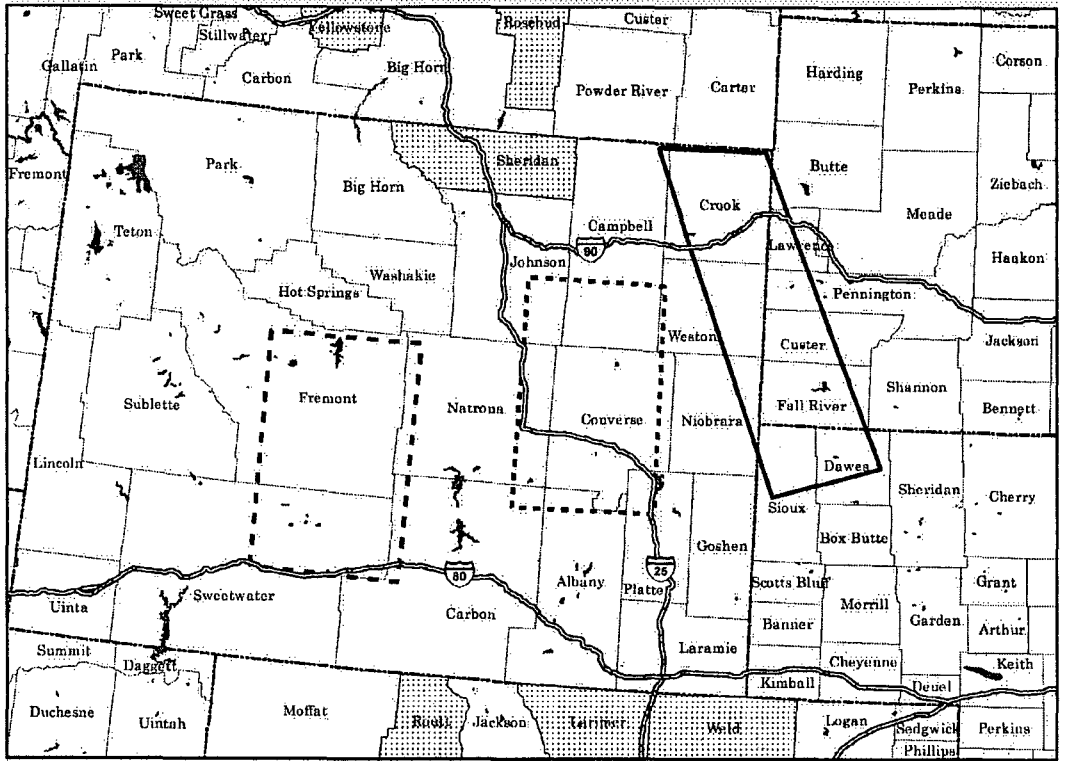 Sweet Grass
Stillwater
Yellowstone
Rosebud
Custer
Gallatin
Park
Carbon
Big Horn
Powder River
Carter
Harding
Perkins
Corson
Fremont
Park
Big Horn
Sheridan
Butte
Ziebach
Teton
Campbell
Crook
Meade
Lawrence
Haakon
90
Johnson
Washakie
Hot Springs
Pennington
Weston
Custer
Jackson
Sublette
Fremont
Natrona
Converse
Niobrara
Fall River
Shannon
Bennett
Lincoln
Dawes
Sheridan
Cherry
Sioux
Box Butte
Goshen
80
25
Uinta
Sweetwater
Carbon
Albany
Platte
Scotts Bluff
Morrill
Garden
Grant
Banner
Arthur
Summit
Daggett
Laramie
Kimball
Cheyenne
Deuel
Keith
Duchesne
Uintah
Moffat
Routt
Jackson
Larimer
Weld
Logan
Sedgwick
Perkins
Phillips